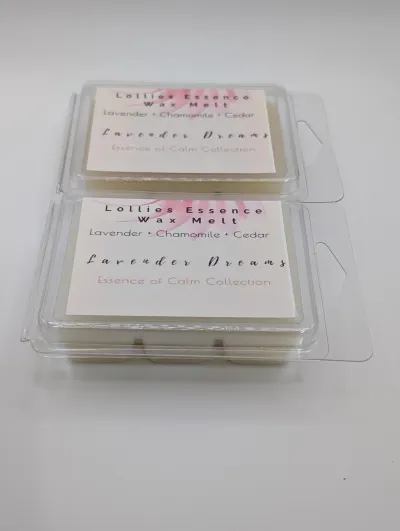 Lollies Essence
Wax Melt
Lavender • Chamomile • Cedar
Lavender Dreams
Essence of Calm Collection
Lollies Essence
Wax Melt
Lavender • Chamomile • Cedar
Lavender Dreams
Essence of Calm Collection